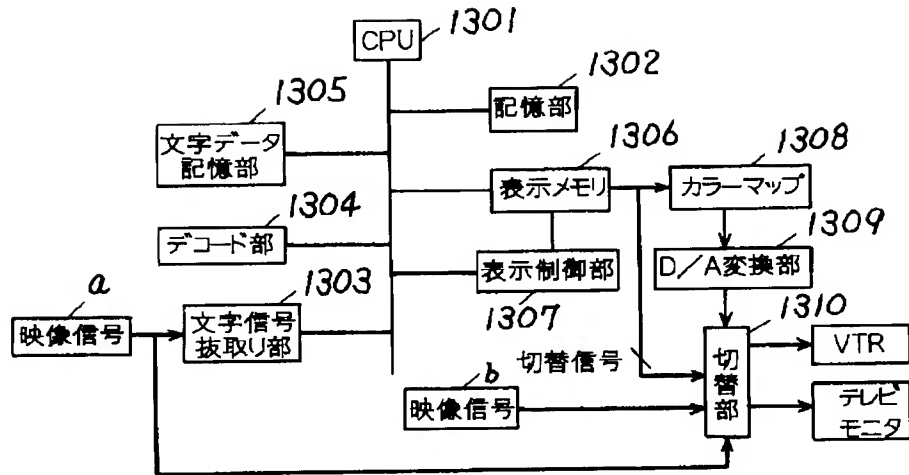 CPU
1301
1302
記憶部
1305
文字データ
記憶部
1306
表示メモリ
1308
カラーマップ
1304
デコード部
1309
D/A変換部
表示制御部
1307
a
映像信号
1303
文字信号
抜取り部
1310
切替部
切替信号
b
映像信号
VTR
テレビ
モニタ